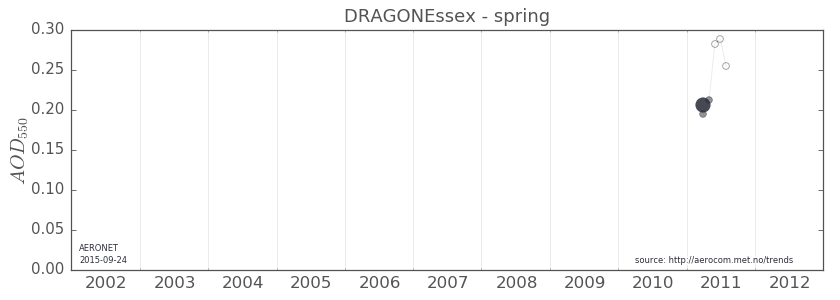 DRAGONEssex - spring
0.30
0.25
0.20
0.15
0.10
0.05
0.00
AOD550
AERONET
2015-09-24
source: http://aerocom.met.no/trends
2002 2003 2004 2005 2006 2007 2008 2009 2010 2011 2012